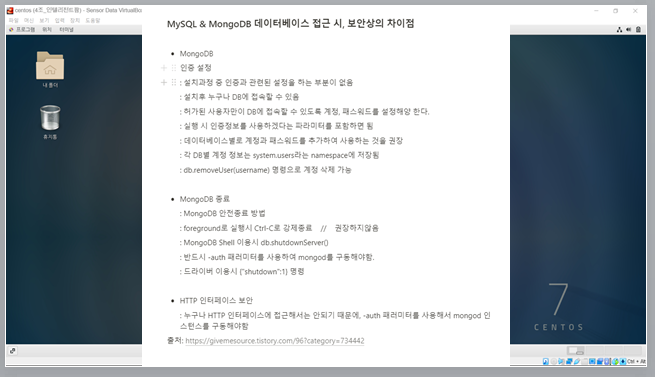 centos (4조_인텔리전트팜) - Sensor Data VirtualBox
파일 머신 보기 입력 장치 도움말
프로그램 위치 터미널
내 폴더
휴지통
MySQL & MongoDB 데이터베이스 접근 시, 보안상의 차이점
• MongoDB
인증 설정
: 설치과정 중 인증과 관련된 설정을 하는 부분이 없음
: 설치후 누구나 DB에 접속할 수 있음
: 허가된 사용자만이 DB에 접속할 수 있도록 계정, 패스워드를 설정해양 한다.
: 실행 시 인증정보를 사용하겠다는 파라미터를 포함하면 됨
: 데이터베이스별로 계정과 패스워드를 추가하여 사용하는 것을 권장
: 각 DB별 계정 정보는 system.users라는 namespace에 저장됨
: db.removeUser(username) 명령으로 계정 삭제 가능
• MongoDB 종료
: MongoDB 안전종료 방법
: foreground로 실행시 Ctrl-C로 강제종료 // 권장하지않음
: MongoDB Shell 이용시 db.shutdownServer()
: 반드시 -auth 패러미터를 사용하여 mongod를 구동해야함.
: 드라이버 이용시 {"shutdown":1} 명령
• HTTP 인터페이스 보안
: 누구나 HTTP 인터페이스에 접근해서는 안되기 때문에, -auth 패러미터를 사용해서 mongod 인
스턴스를 구동해야함
출처: https://givemesource.tistory.com/96?category=734442
7
CENTOS
Ctrl + Alt